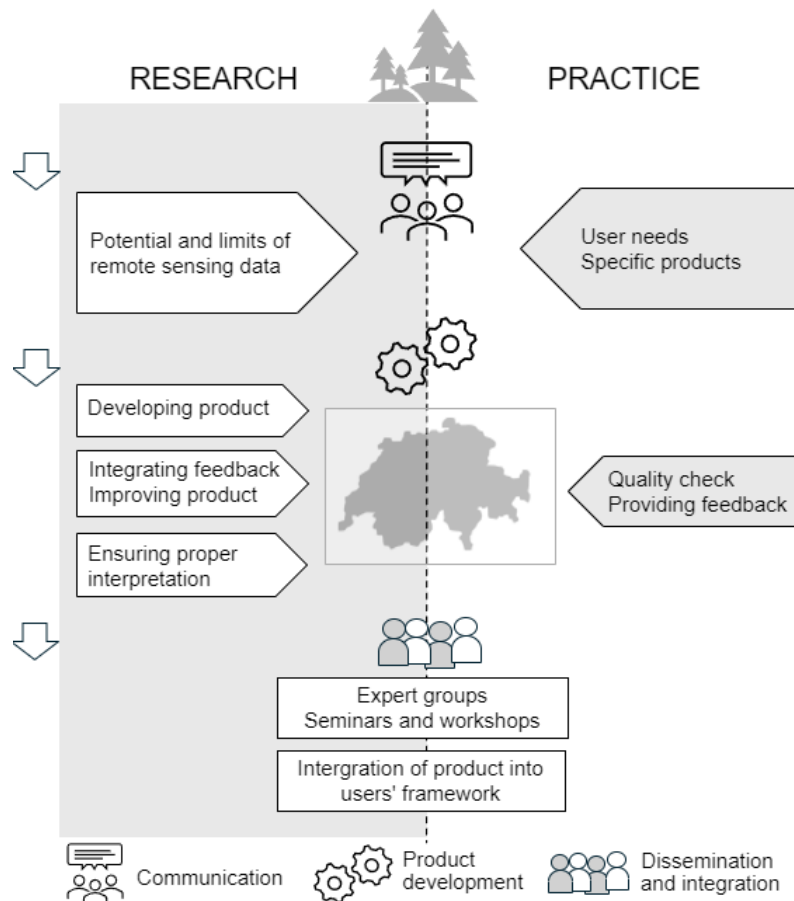 RESEARCH
PRACTICE
Potential and limits of
remote sensing data
User needs
Specific products
Developing product
Integrating feedback
Improving product
Quality check
Providing feedback
Ensuring proper
interpretation
Expert groups
Seminars and workshops
Intergration of product into
users' framework
Communication
Product
development
Dissemination
and integration